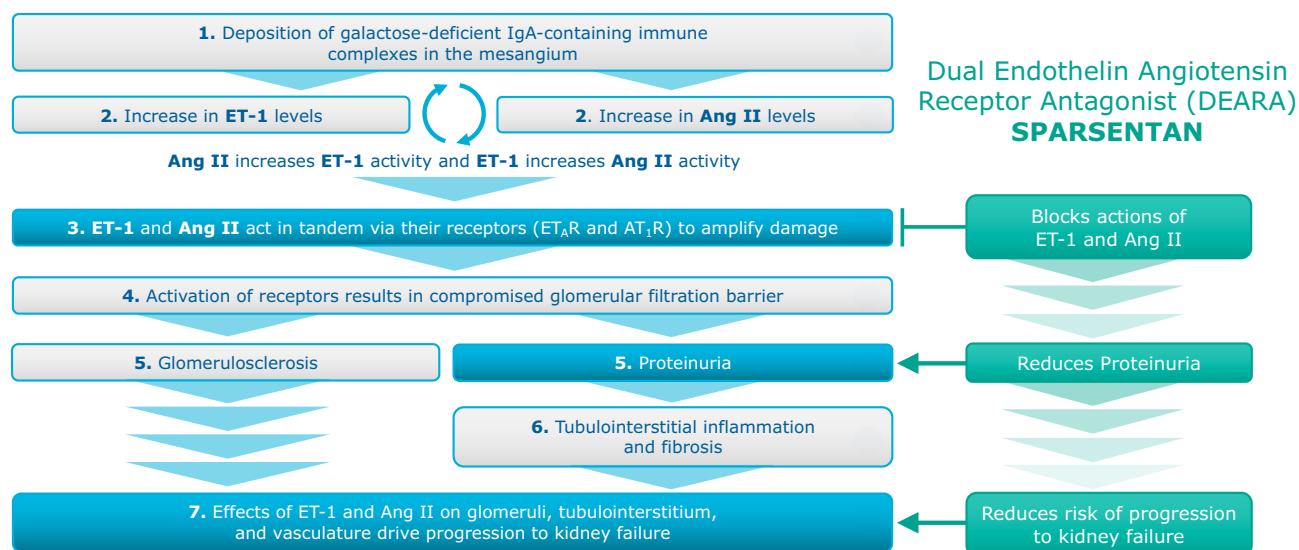 1. Deposition of galactose-deficient IgA-containing immune
complexes in the mesangium
2. Increase in ET-1 levels
2. Increase in Ang II levels
Ang II increases ET-1 activity and ET-1 increases Ang II activity
3. ET-1 and Ang II act in tandem via their receptors (ETAR and AT1R) to amplify damage
4. Activation of receptors results in compromised glomerular filtration barrier
5. Glomerulosclerosis
5. Proteinuria
6. Tubulointerstitial inflammation
and fibrosis
7. Effects of ET-1 and Ang II on glomeruli, tubulointerstitium,
and vasculature drive progression to kidney failure
Dual Endothelin Angiotensin
Receptor Antagonist (DEARA)
SPARSENTAN
Blocks actions of
ET-1 and Ang II
Reduces Proteinuria
Reduces risk of progression
to kidney failure